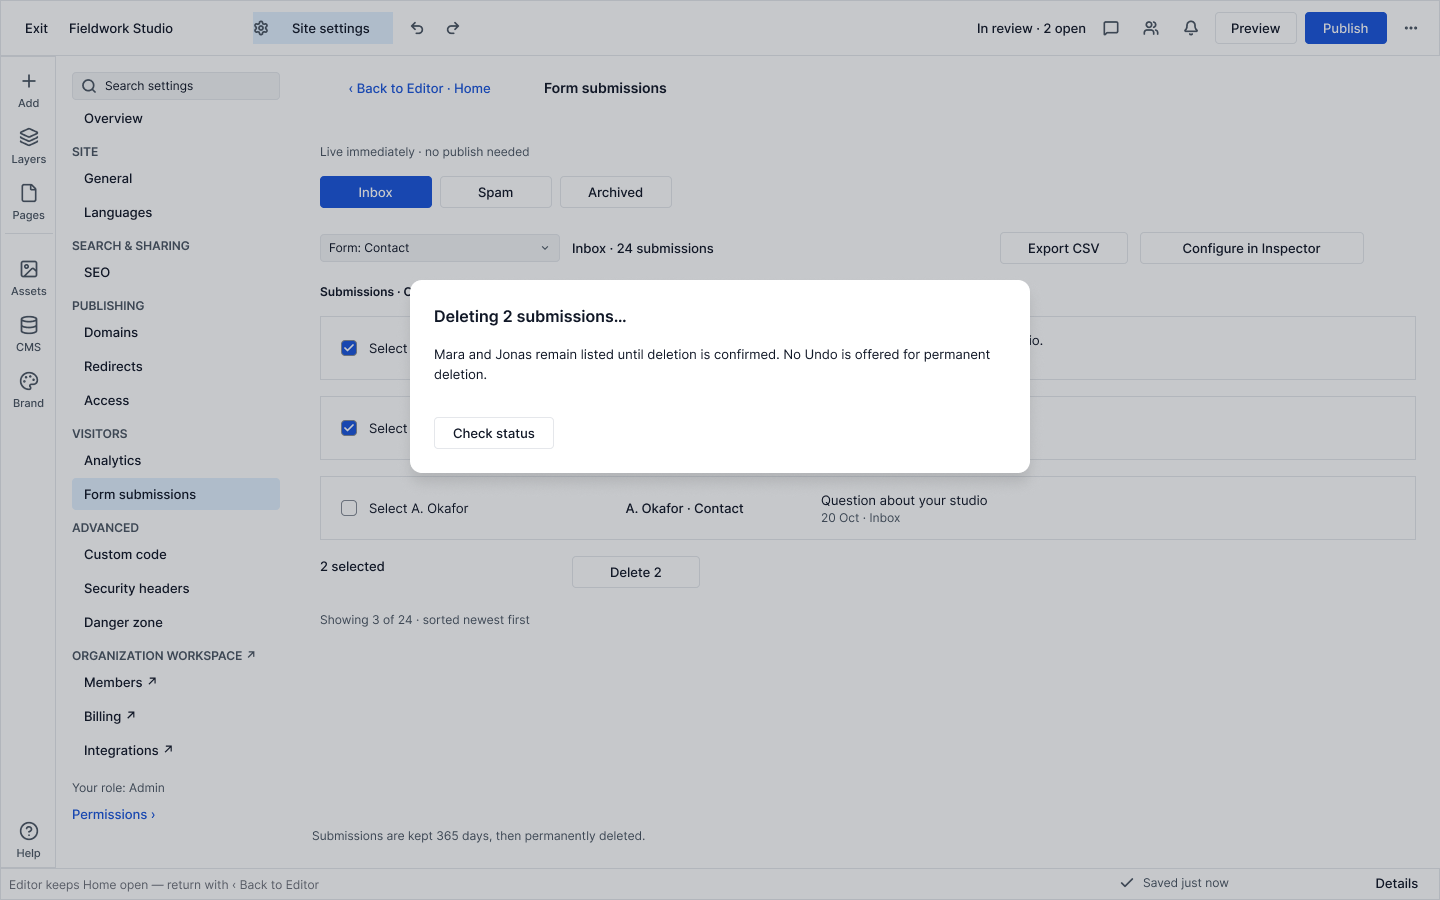 Exit
Fieldwork Studio
Site settings
In review · 2 open
Preview
Publish
Add
Layers
Pages
Assets
CMS
Brand
Help
Search settings
Overview
SITE
General
Languages
SEARCH & SHARING
SEO
PUBLISHING
Domains
Redirects
Access
VISITORS
Analytics
Form submissions
ADVANCED
Custom code
Security headers
Danger zone
ORGANIZATION WORKSPACE ↗
Members ↗
Billing ↗
Integrations ↗
Your role: Admin
Permissions ›
‹ Back to Editor · Home
Form submissions
Live immediately · no publish needed
Inbox
Spam
Archived
Form: Contact
Inbox · 24 submissions
Export CSV
Configure in Inspector
Submissions ·
Select
Select
Deleting 2 submissions…
Mara and Jonas remain listed until deletion is confirmed. No Undo is offered for permanent
deletion.
Check status
Select A. Okafor
A. Okafor · Contact
Question about your studio
20 Oct · Inbox
2 selected
Delete 2
Showing 3 of 24 · sorted newest first
Submissions are kept 365 days, then permanently deleted.
Editor keeps Home open — return with ‹ Back to Editor
Saved just now
Details